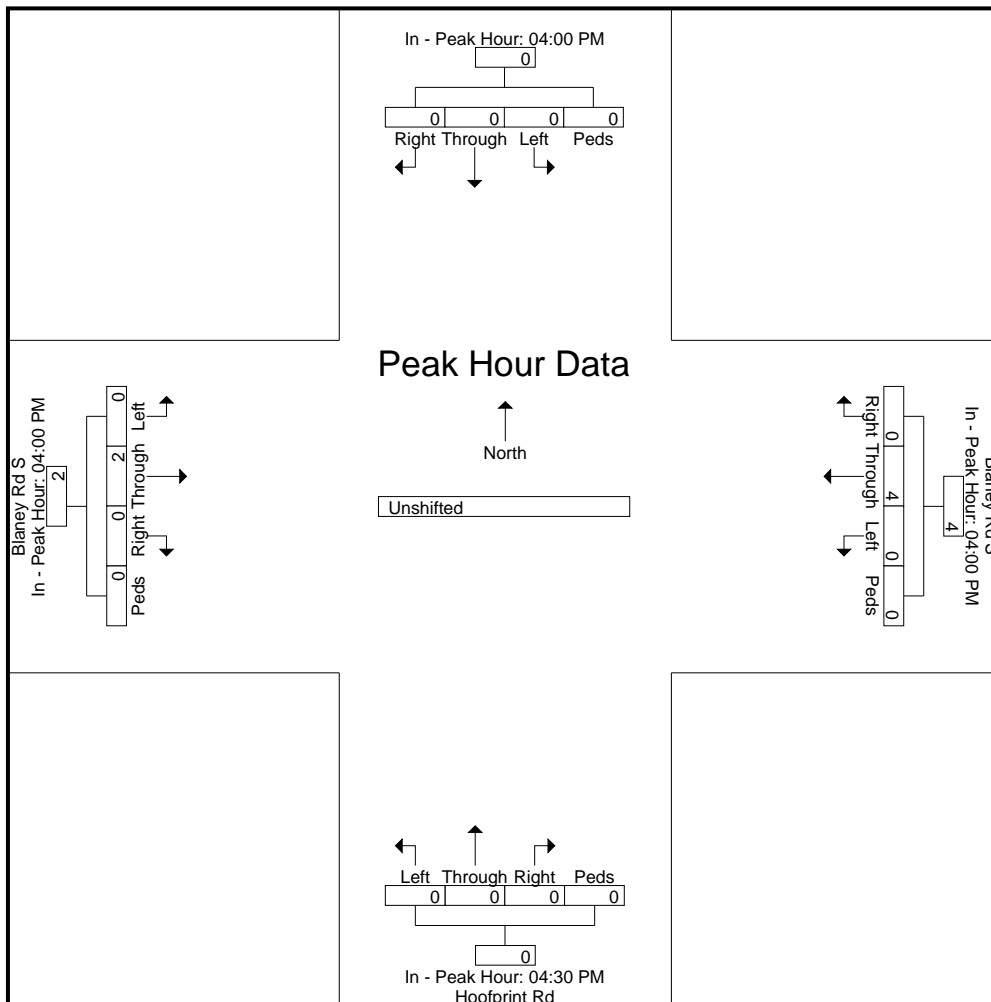 In - Peak Hour: 04:00 PM
0
0 0 0 0
Right Through Left Peds
Peak Hour Data
North
Unshifted
Blaney Rd S
In - Peak Hour: 04:00 PM
2
0 2 0 0
Left Through Right Peds
Blaney Rd S
In - Peak Hour: 04:00 PM
4
0 4 0 0
Right Through Left Peds
Left Through Right Peds
0 0 0 0
0
In - Peak Hour: 04:30 PM
Hoofprint Rd